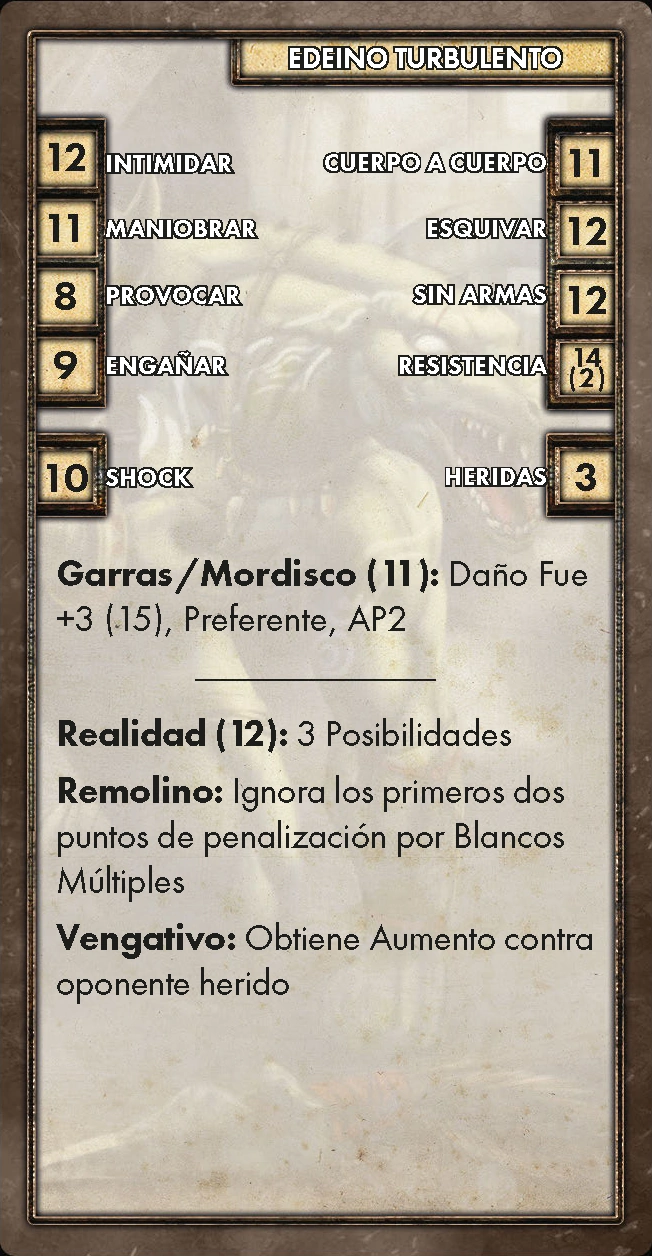 EDEINO TURBULENTO
12 INTIMIDAR CUERPO A CUERPO 11
11 MANIOBRAR ESQUIVAR 12
8 PROVOCAR SIN ARMAS 12
9 ENGAÑAR RESISTENCIA 14 (2)
10 SHOCK HERIDAS 3
Garras/Mordisco (11): Daño Fue
+3 (15), Preferente, AP2
Realidad (12): 3 Posibilidades
Remolino: Ignora los primeros dos
puntos de penalización por Blancos
Múltiples
Vengativo: Obtiene Aumento contra
oponente herido